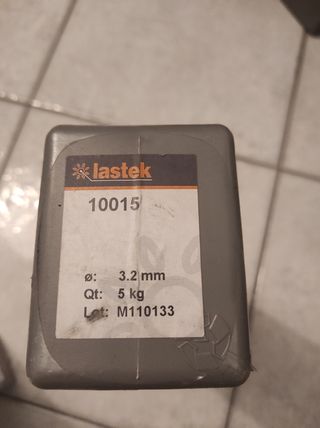 lastek
10015
ø: 3.2 mm
Qt: 5 kg
Lot: M110133